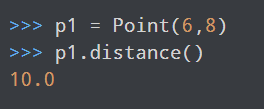 >>> p1 = Point(6,8)
>>> p1.distance()
10.0